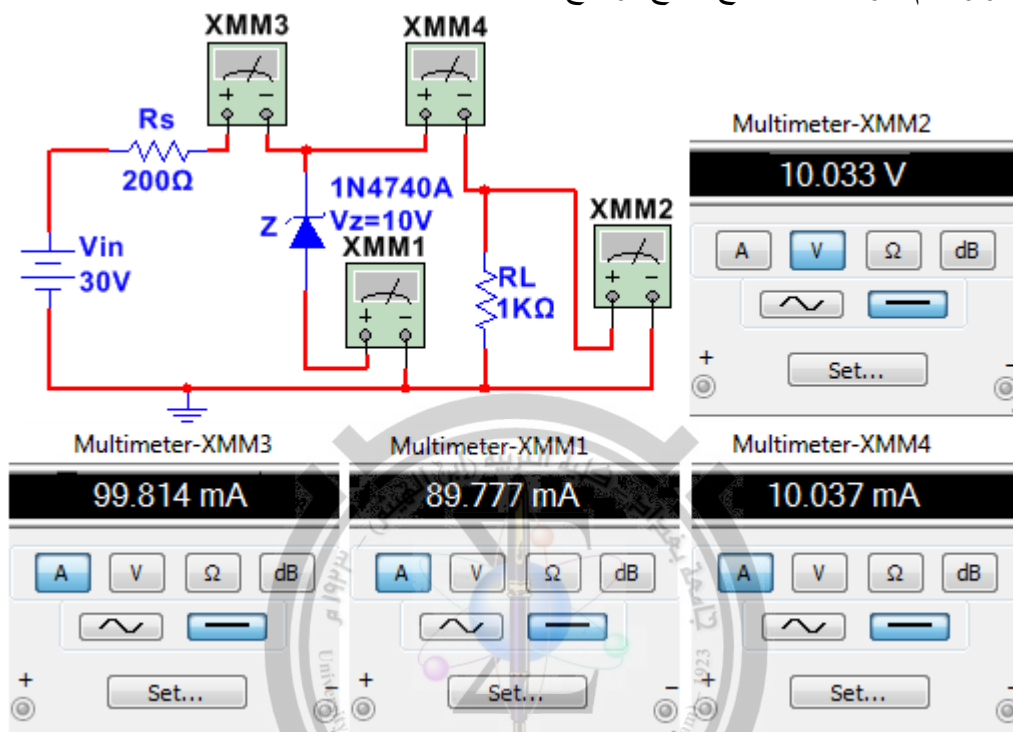 XMM3
XMM4
Rs
200Ω
Multimeter-XMM2
10.033 V
1N4740A
Z
Vz=10V
XMM1
XMM2
A V Ω dB
Vin
30V
RL
1KΩ
+ Set... -
Multimeter-XMM3
Multimeter-XMM1
Multimeter-XMM4
99.814 mA
89.777 mA
10.037 mA
A V Ω dB
A V Ω dB
A V Ω dB
+ Set... -
+ Set... -
+ Set...